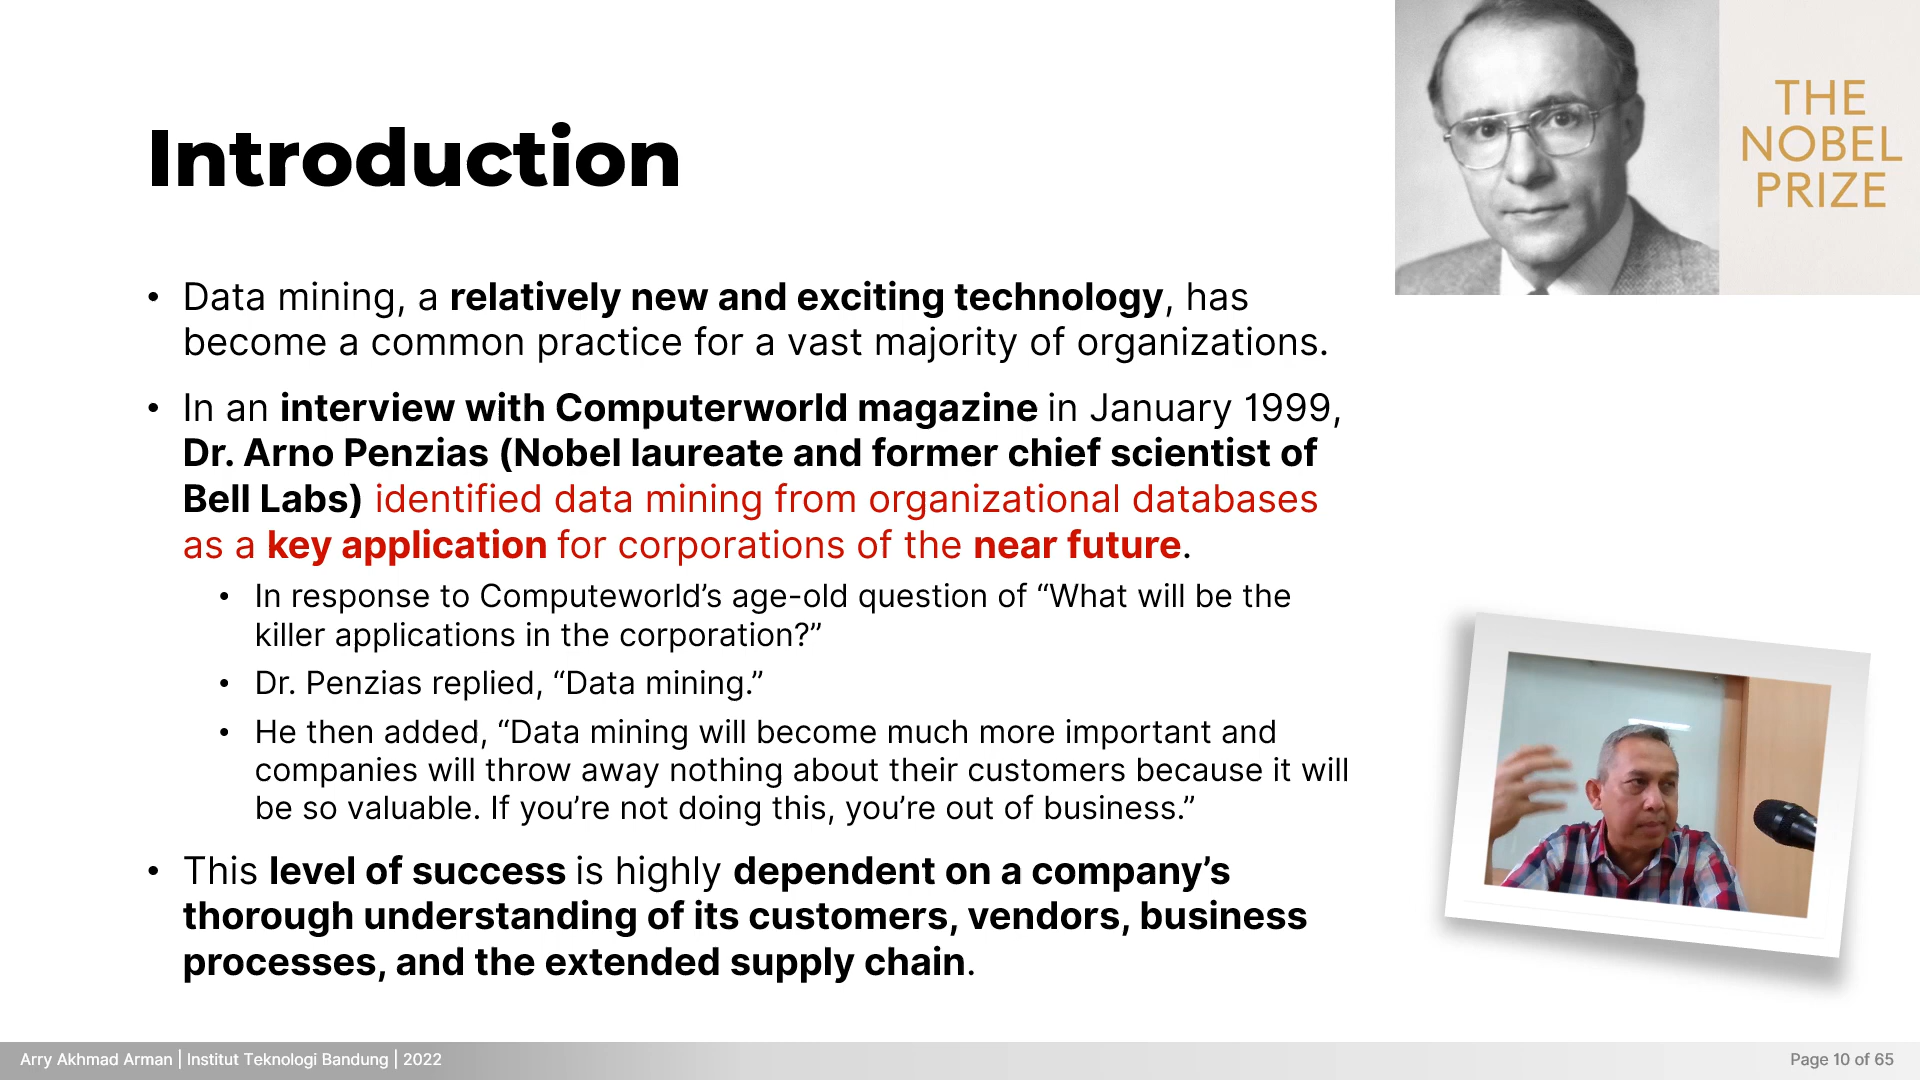 THE
NOBEL
PRIZE
Introduction
• Data mining, a relatively new and exciting technology, has
become a common practice for a vast majority of organizations.
• In an interview with Computerworld magazine in January 1999,
Dr. Arno Penzias (Nobel laureate and former chief scientist of
Bell Labs) identified data mining from organizational databases
as a key application for corporations of the near future.
• In response to Computeworld’s age-old question of “What will be the
killer applications in the corporation?”
• Dr. Penzias replied, “Data mining.”
• He then added, “Data mining will become much more important and
companies will throw away nothing about their customers because it will
be so valuable. If you’re not doing this, you’re out of business.”
• This level of success is highly dependent on a company’s
thorough understanding of its customers, vendors, business
processes, and the extended supply chain.
Arry Akhmad Arman | Institut Teknologi Bandung | 2022
Page 10 of 65